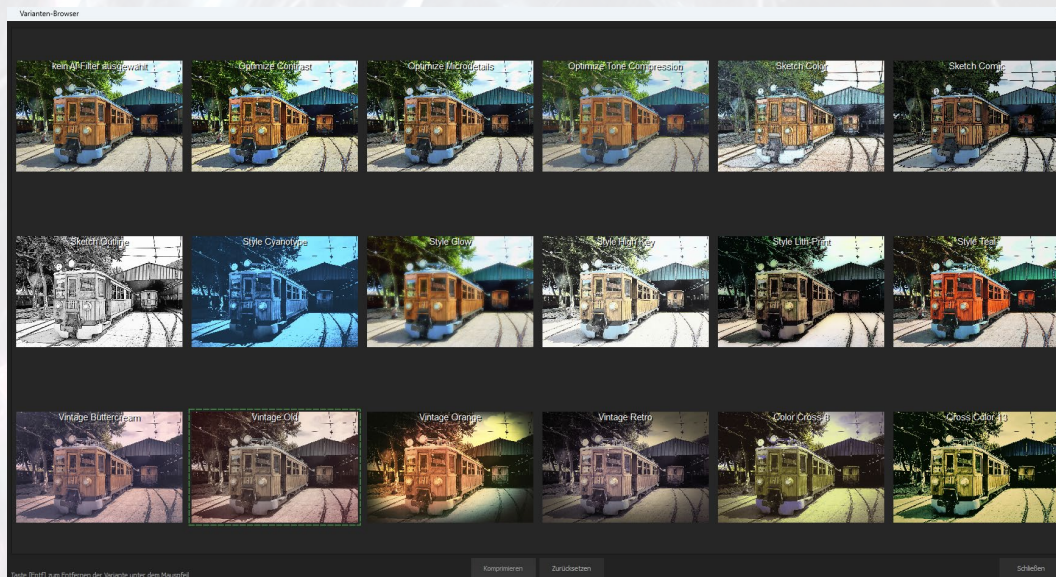 Varianten-Browser
kein AI-Filter ausgewählt
Optimize Contrast
Optimize Microdetails
Optimize Tone Compression
Sketch Color
Sketch Comic
Sketch Outline
Style Cyanotype
Style Glow
Style High Key
Style Lith-Print
Style Teal
Vintage Buttercream
Vintage Old
Vintage Orange
Vintage Retro
Color Cross 8
Cross Color 13
Komprimieren
Zurücksetzen
Schließen
Taste [Entf] zum Entfernen der Variante unter dem Mauspfeil